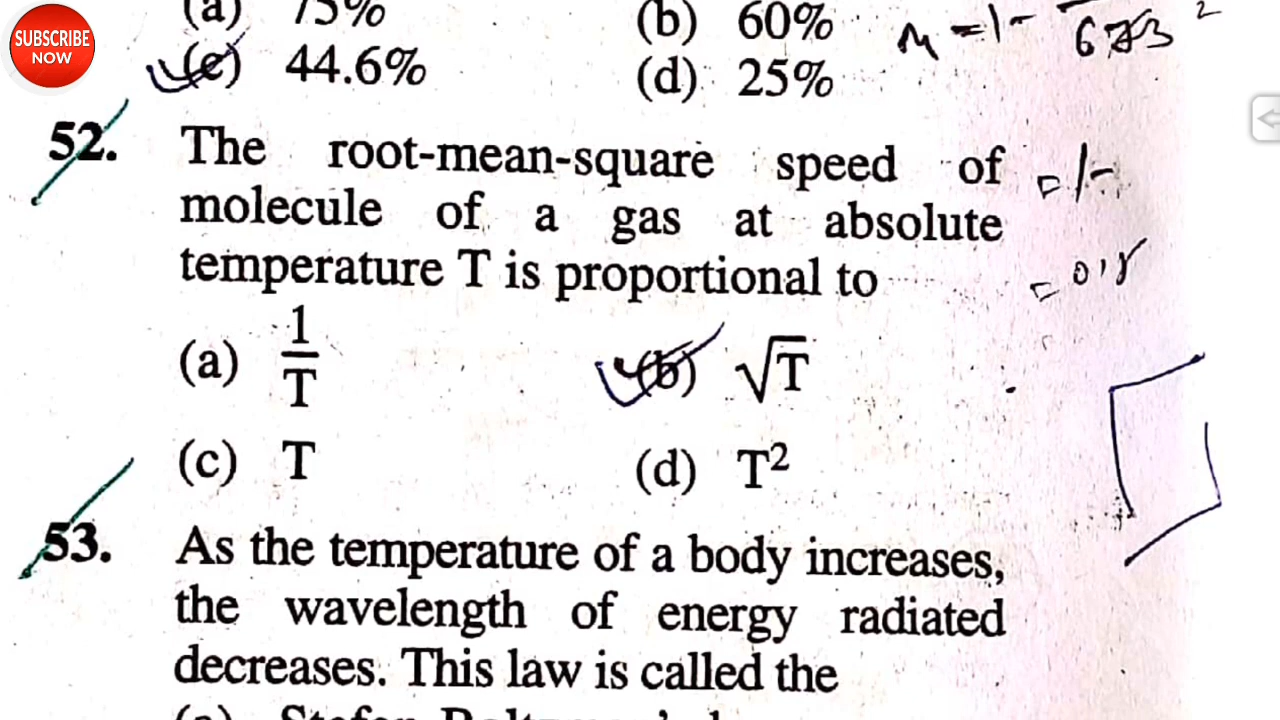 SUBSCRIBE
NOW
(a) 75% (b) 60%
(c) 44.6% (d) 25%
52. The root-mean-square speed of
molecule of a gas at absolute
temperature T is proportional to
(a) 1/T (b) √T
(c) T (d) T²
53. As the temperature of a body increases,
the wavelength of energy radiated
decreases. This law is called the